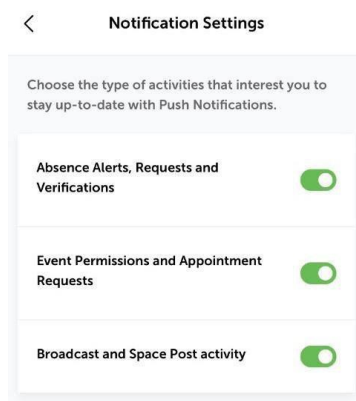 Notification Settings
Choose the type of activities that interest you to
stay up-to-date with Push Notifications.
Absence Alerts, Requests and
Verifications
Event Permissions and Appointment
Requests
Broadcast and Space Post activity